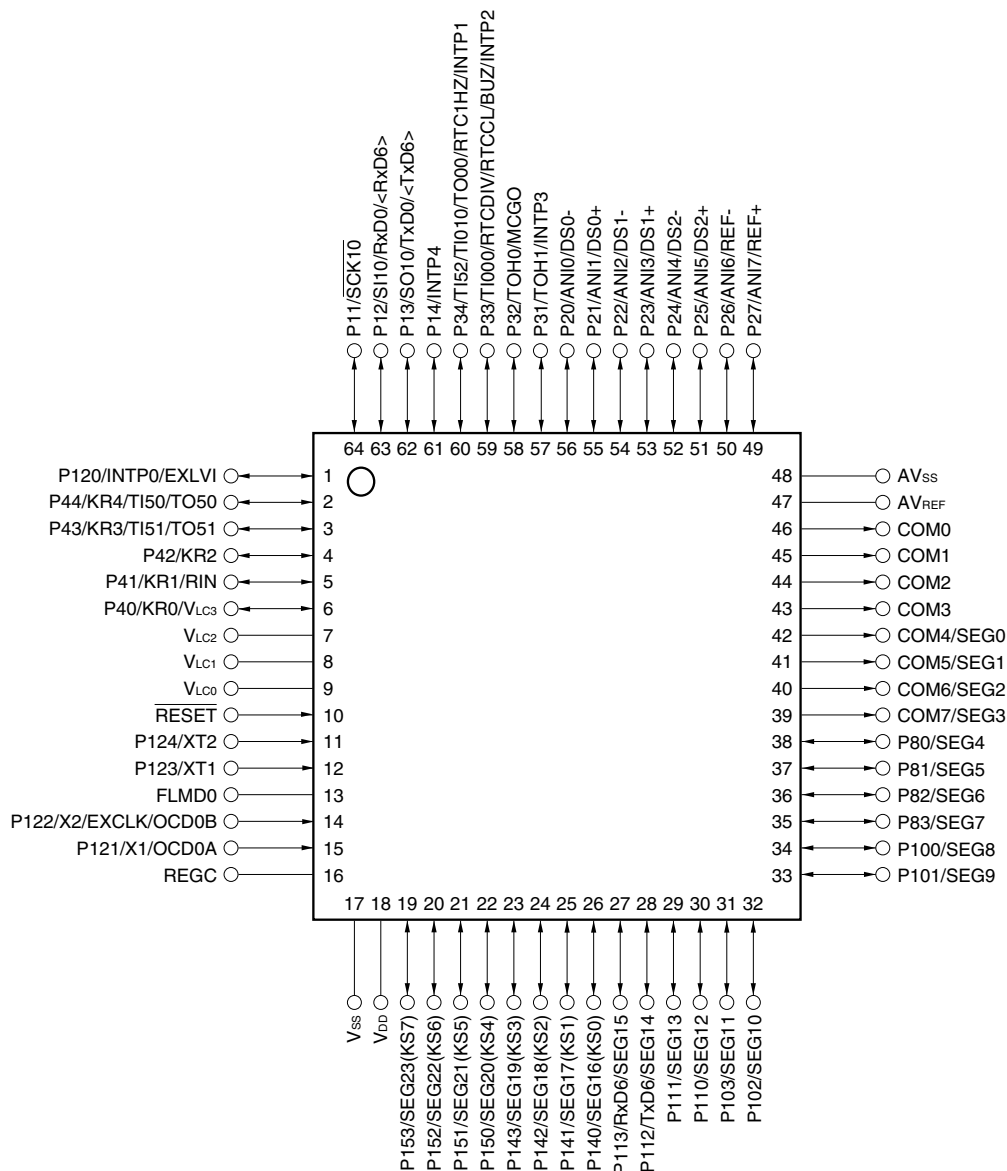 P11/SCK10
P12/SI10/RxD0/<RxD6>
P13/SO10/TxD0/<TxD6>
P14/INTP4
P34/TI52/TI010/TO00/RTC1HZ/INTP1
P33/TI000/RTCDIV/RTCCL/BUZ/INTP2
P32/TOH0/MCGO
P31/TOH1/INTP3
P20/ANI0/DS0-
P21/ANI1/DS0+
P22/ANI2/DS1-
P23/ANI3/DS1+
P24/ANI4/DS2-
P25/ANI5/DS2+
P26/ANI6/REF-
P27/ANI7/REF+
64 63 62 61 60 59 58 57 56 55 54 53 52 51 50 49
P120/INTP0/EXLVI 1
P44/KR4/TI50/TO50 2
P43/KR3/TI51/TO51 3
P42/KR2 4
P41/KR1/RIN 5
P40/KR0/VLC3 6
VLC2 7
VLC1 8
VLC0 9
RESET 10
P124/XT2 11
P123/XT1 12
FLMD0 13
P122/X2/EXCLK/OCD0B 14
P121/X1/OCD0A 15
REGC 16
48 AVSS
47 AVREF
46 COM0
45 COM1
44 COM2
43 COM3
42 COM4/SEG0
41 COM5/SEG1
40 COM6/SEG2
39 COM7/SEG3
38 P80/SEG4
37 P81/SEG5
36 P82/SEG6
35 P83/SEG7
34 P100/SEG8
33 P101/SEG9
17 18 19 20 21 22 23 24 25 26 27 28 29 30 31 32
VSS
VDD
P153/SEG23(KS7)
P152/SEG22(KS6)
P151/SEG21(KS5)
P150/SEG20(KS4)
P143/SEG19(KS3)
P142/SEG18(KS2)
P141/SEG17(KS1)
P140/SEG16(KS0)
P113/RxD6/SEG15
P112/TxD6/SEG14
P111/SEG13
P110/SEG12
P103/SEG11
P102/SEG10